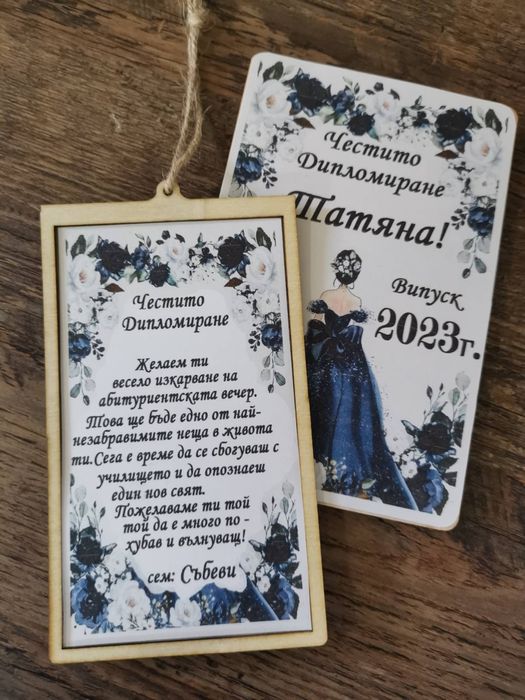 Честито
Дипломиране
Татяна!
Випуск
2023г.
Честито
Дипломиране
Желаем ти
весело изкарване на
абитуриентската вечер.
Това ще бъде едно от най-
незабравимите неща в живота
ти.Сега е време да се сбогуваш с
училището и да опознаеш
един нов свят.
Пожелаваме ти той
той да е много по -
хубав и вълнуващ!
сем: Събеви